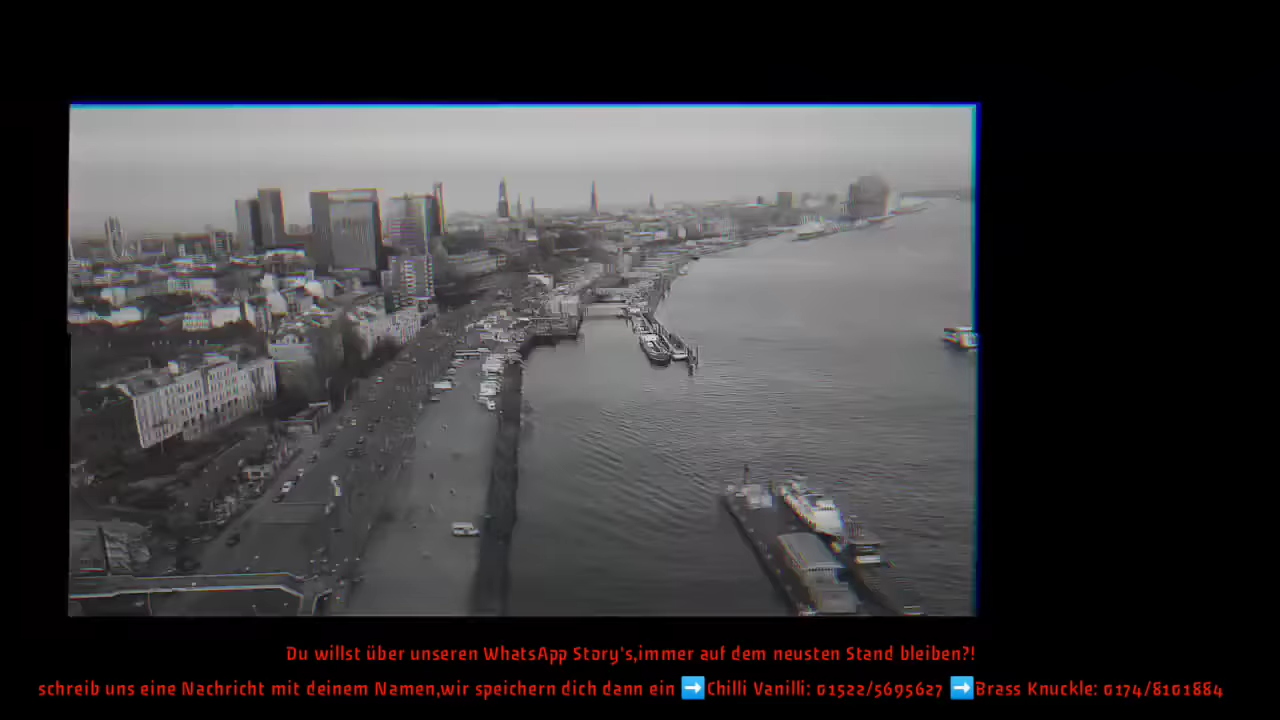 Du willst über unseren WhatsApp Story's,immer auf dem neusten Stand bleiben?!
schreib uns eine Nachricht mit deinem Namen,wir speichern dich dann ein ➡️Chilli Vanilli: 01522/5695627 ➡️Brass Knuckle: 0174/8101884